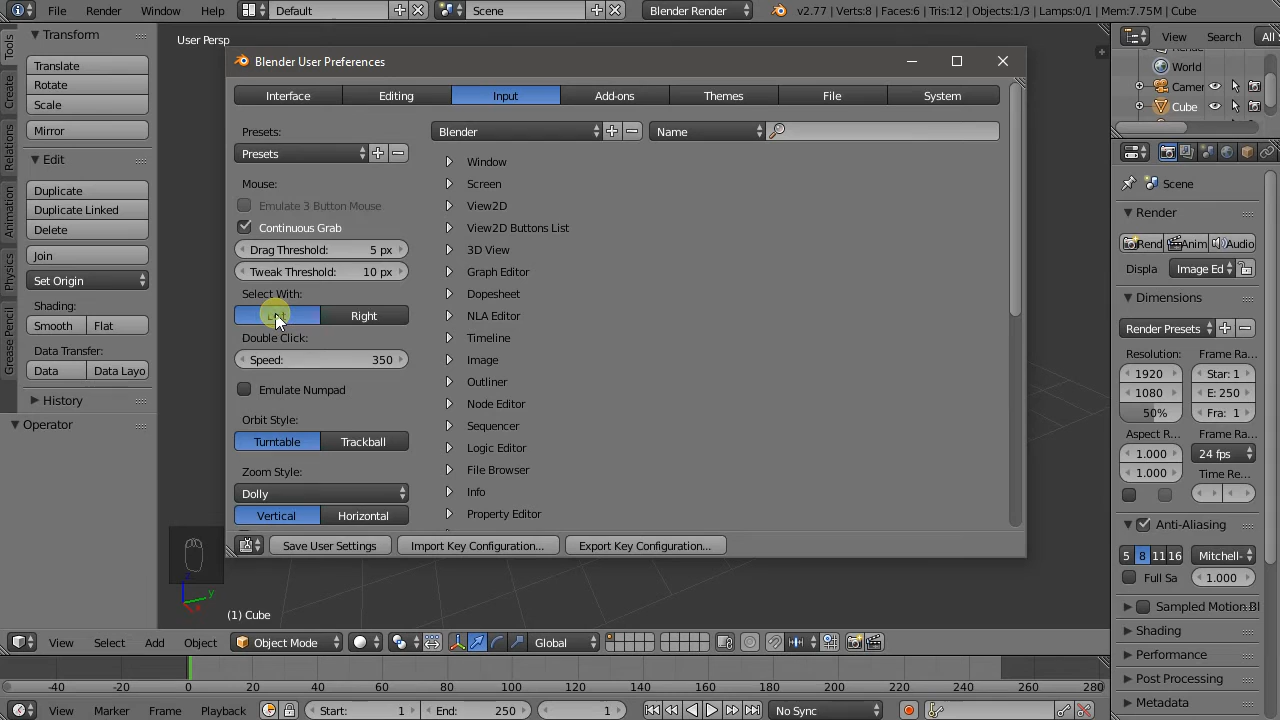 File Render Window Help Default Scene Blender Render v2.77 | Verts:8 | Faces:6 | Tris:12 | Objects:1/3 | Lamps:0/1 | Mem:7.75M | Cube
Transform
Translate
Rotate
Scale
Mirror
Edit
Duplicate
Duplicate Linked
Delete
Join
Set Origin
Shading:
Smooth Flat
Data Transfer:
Data Data Layo
History
Operator
Tools
Create
Relations
Animation
Physics
Grease Pencil
User Persp
Blender User Preferences
Interface Editing Input Add-ons Themes File System
Presets:
Presets
Mouse:
Emulate 3 Button Mouse
Continuous Grab
Drag Threshold: 5 px
Tweak Threshold: 10 px
Select With:
Right
Double Click:
Speed: 350
Emulate Numpad
Orbit Style:
Turntable Trackball
Zoom Style:
Dolly
Vertical Horizontal
Blender Name
Window
Screen
View2D
View2D Buttons List
3D View
Graph Editor
Dopesheet
NLA Editor
Timeline
Image
Outliner
Node Editor
Sequencer
Logic Editor
File Browser
Info
Property Editor
Save User Settings Import Key Configuration... Export Key Configuration...
z
y
x
(1) Cube
View Select Add Object Object Mode Global
-40 -20 0 20 40 60 80 100 120 140 160 180 200 220 240 260 280
View Marker Frame Playback Start: 1 End: 250 1 No Sync
View Search All S
World
Camer
Cube
Scene
Render
Rend Anim Audio
Displa Image Ed
Dimensions
Render Presets
Resolution: Frame Ra...
1920 Star: 1
1080 E: 250
50% Fra: 1
Aspect R... Frame Ra...
1.000 24 fps
1.000 Time Re...
Anti-Aliasing
5 8 11 16 Mitchell-
Full Sa 1.000
Sampled Motion Bl
Shading
Performance
Post Processing
Metadata